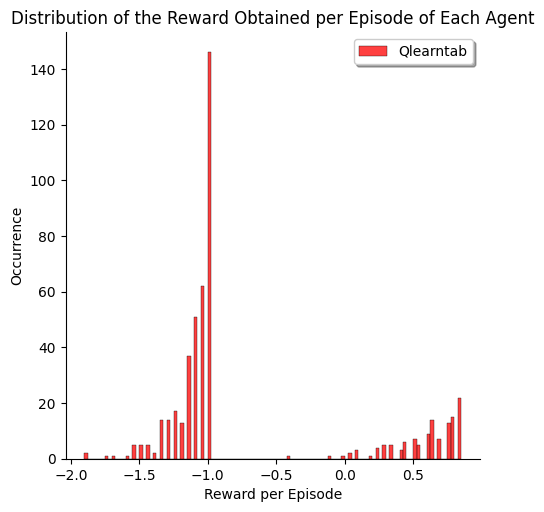 Distribution of the Reward Obtained per Episode of Each Agent
Qlearntab
140
120
100
80
60
40
20
0
Occurrence
−2.0 −1.5 −1.0 −0.5 0.0 0.5
Reward per Episode